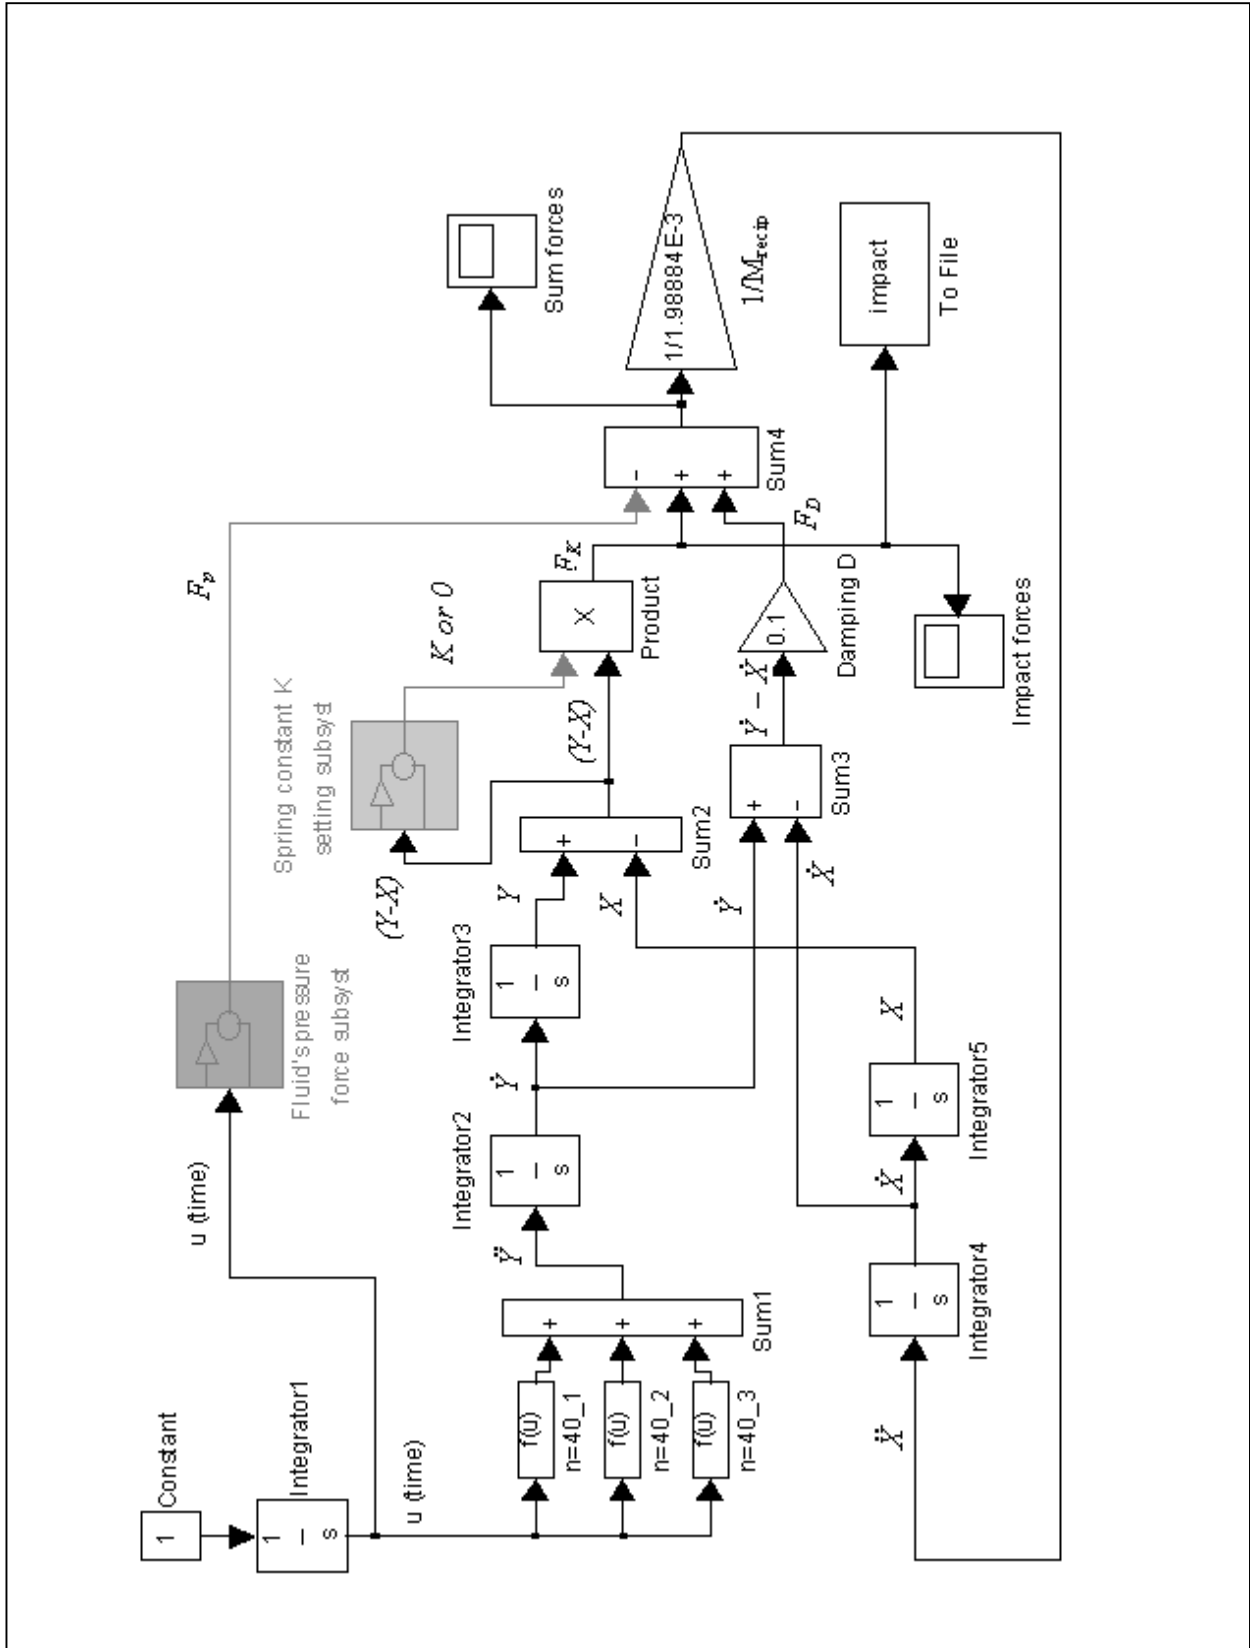 1
Constant
1
s
Integrator1
u (time)
u (time)
Fluid's pressure
force subsyst
F_p
f(u)
n=40_1
f(u)
n=40_2
f(u)
n=40_3
+
+
+
Sum1
Ÿ
1
s
Integrator2
Ẏ
1
s
Integrator3
Y
X
+
-
Sum2
(Y-X)
Spring constant K
setting subsyst
K or 0
(Y-X)
X
Product
F_K
Ẏ
Ẋ
+
-
Sum3
Ẏ − Ẋ
0.1
Damping D
F_D
-
+
+
Sum4
Sum forces
1/1.98884E-3
1/M_recip
impact
To File
Impact forces
Ẍ
1
s
Integrator4
Ẋ
1
s
Integrator5
X